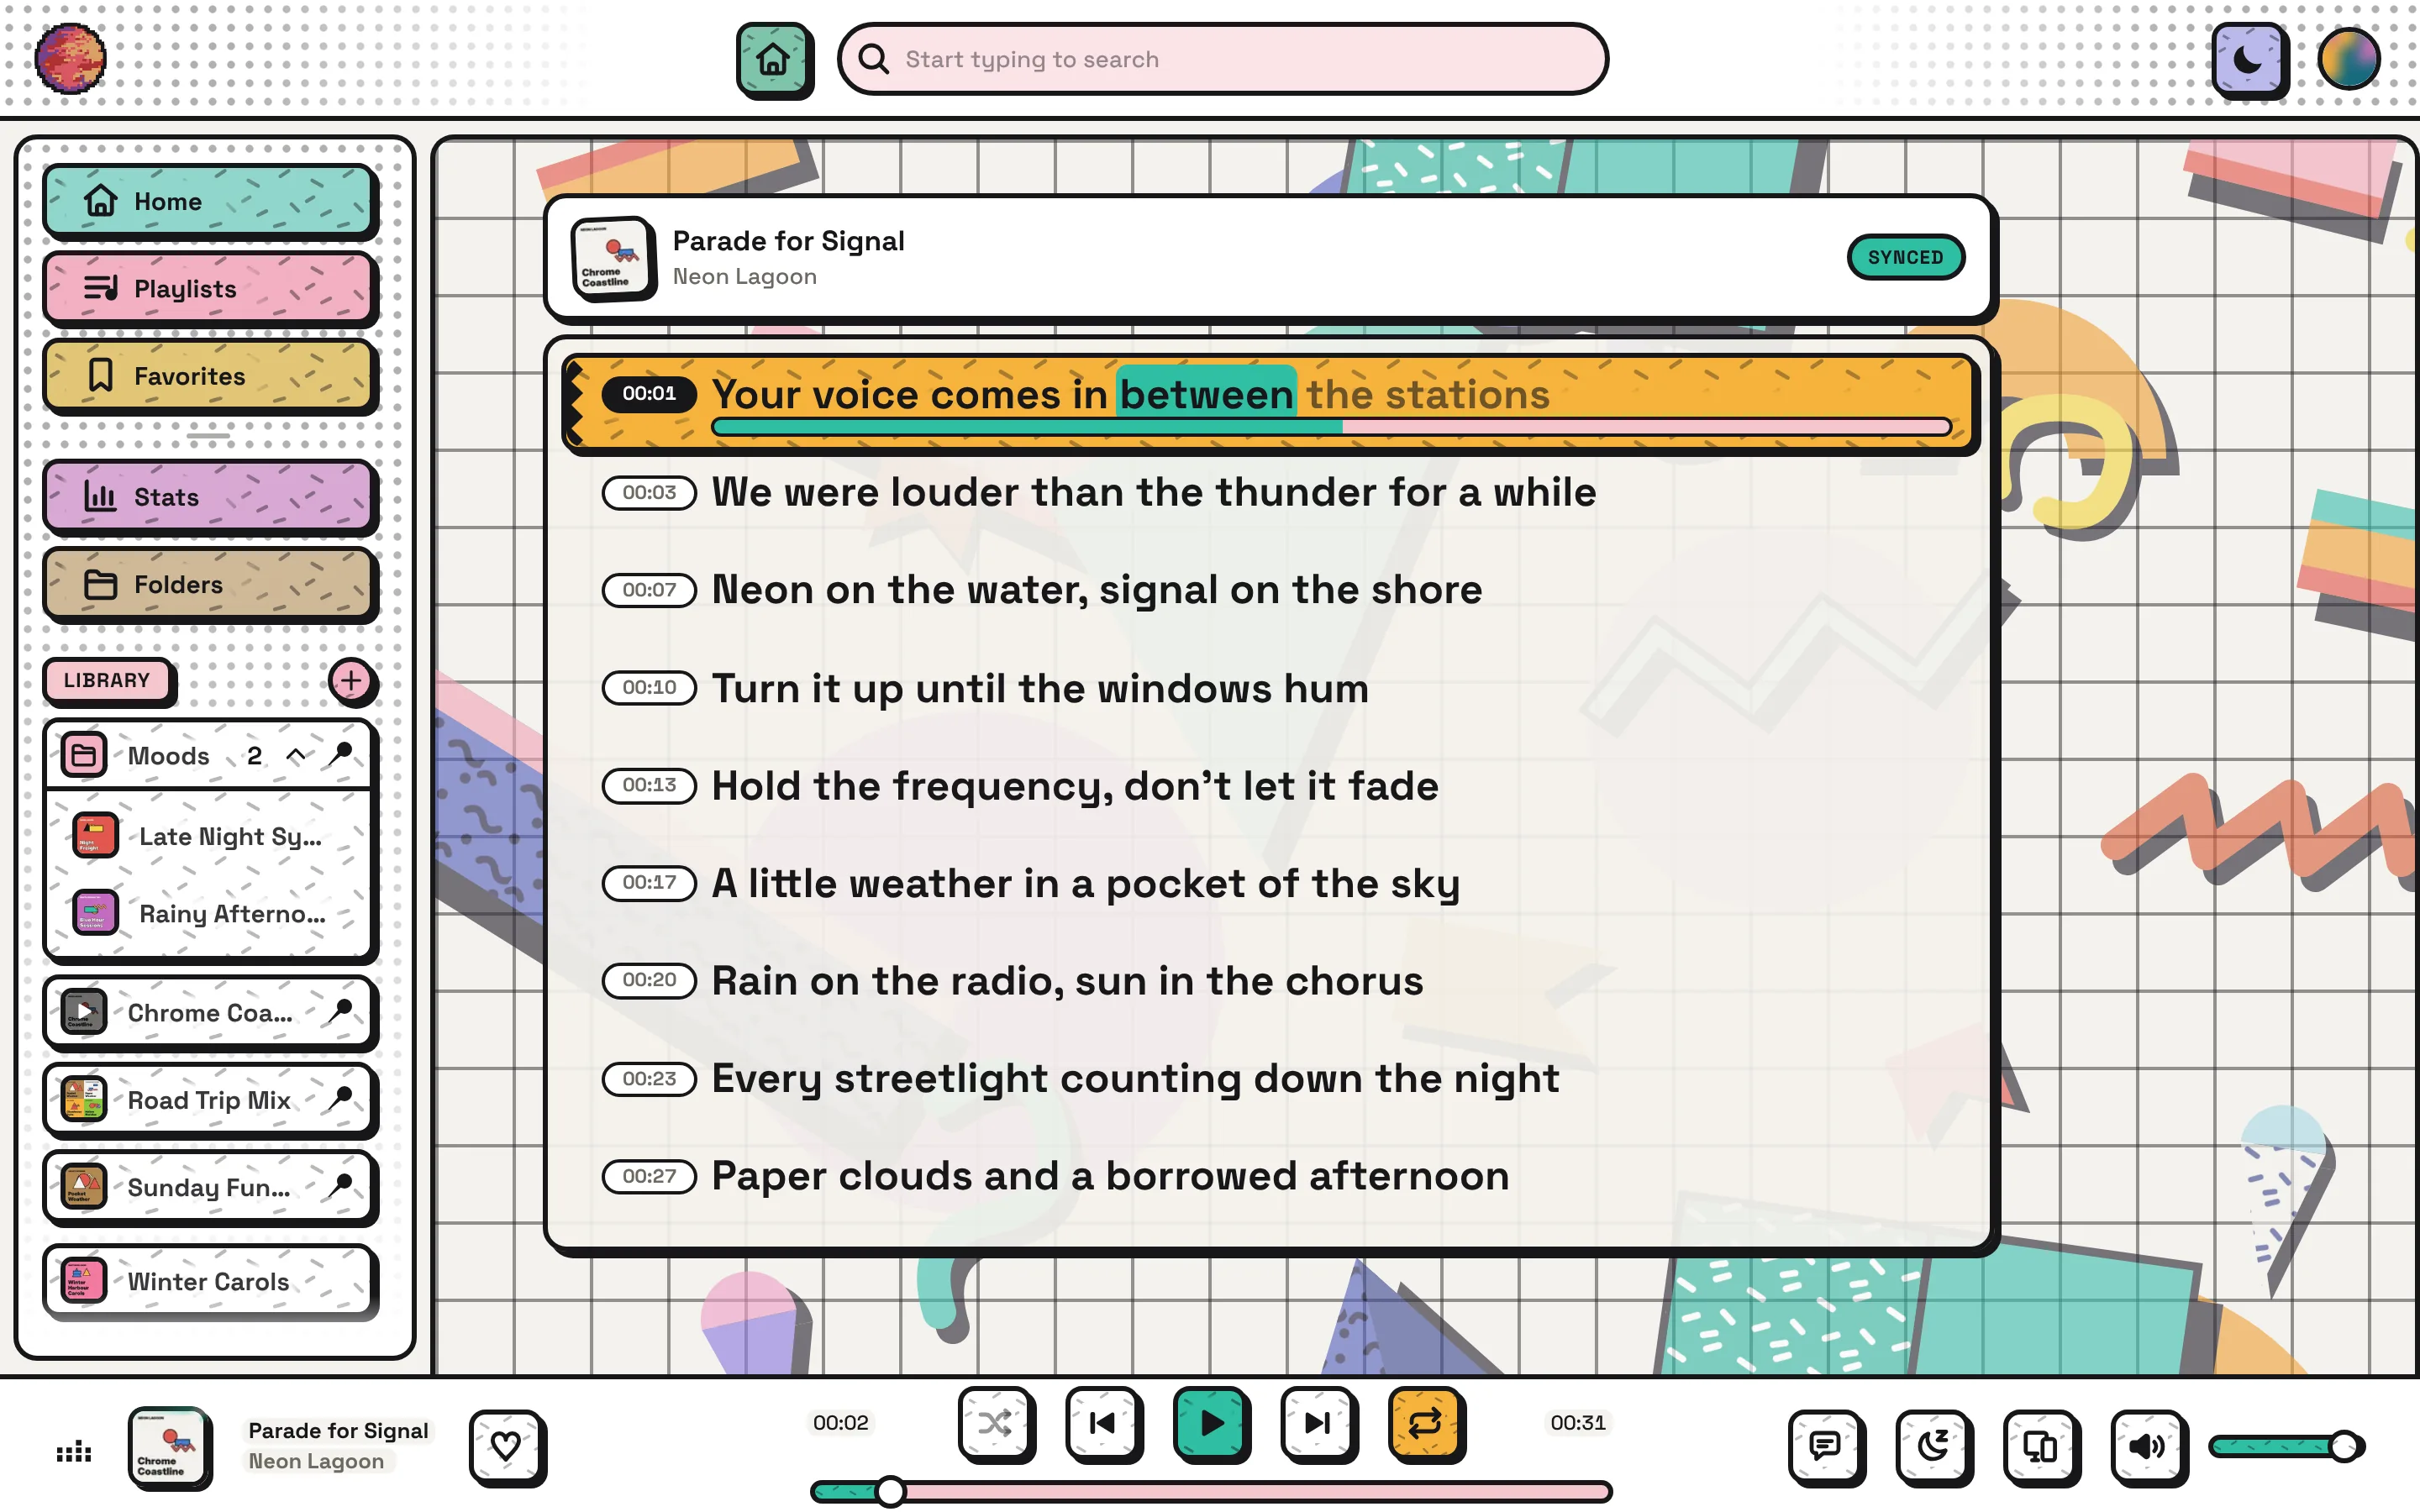 Start typing to search
Home
Playlists
Favorites
Stats
Folders
LIBRARY
Moods 2
Late Night Sy...
Rainy Afterno...
Chrome Coa...
Road Trip Mix
Sunday Fun...
Winter Carols
Chrome
Coastline
Parade for Signal
Neon Lagoon
SYNCED
00:01 Your voice comes in between the stations
00:03 We were louder than the thunder for a while
00:07 Neon on the water, signal on the shore
00:10 Turn it up until the windows hum
00:13 Hold the frequency, don’t let it fade
00:17 A little weather in a pocket of the sky
00:20 Rain on the radio, sun in the chorus
00:23 Every streetlight counting down the night
00:27 Paper clouds and a borrowed afternoon
Chrome
Coastline
Parade for Signal
Neon Lagoon
00:02
00:31